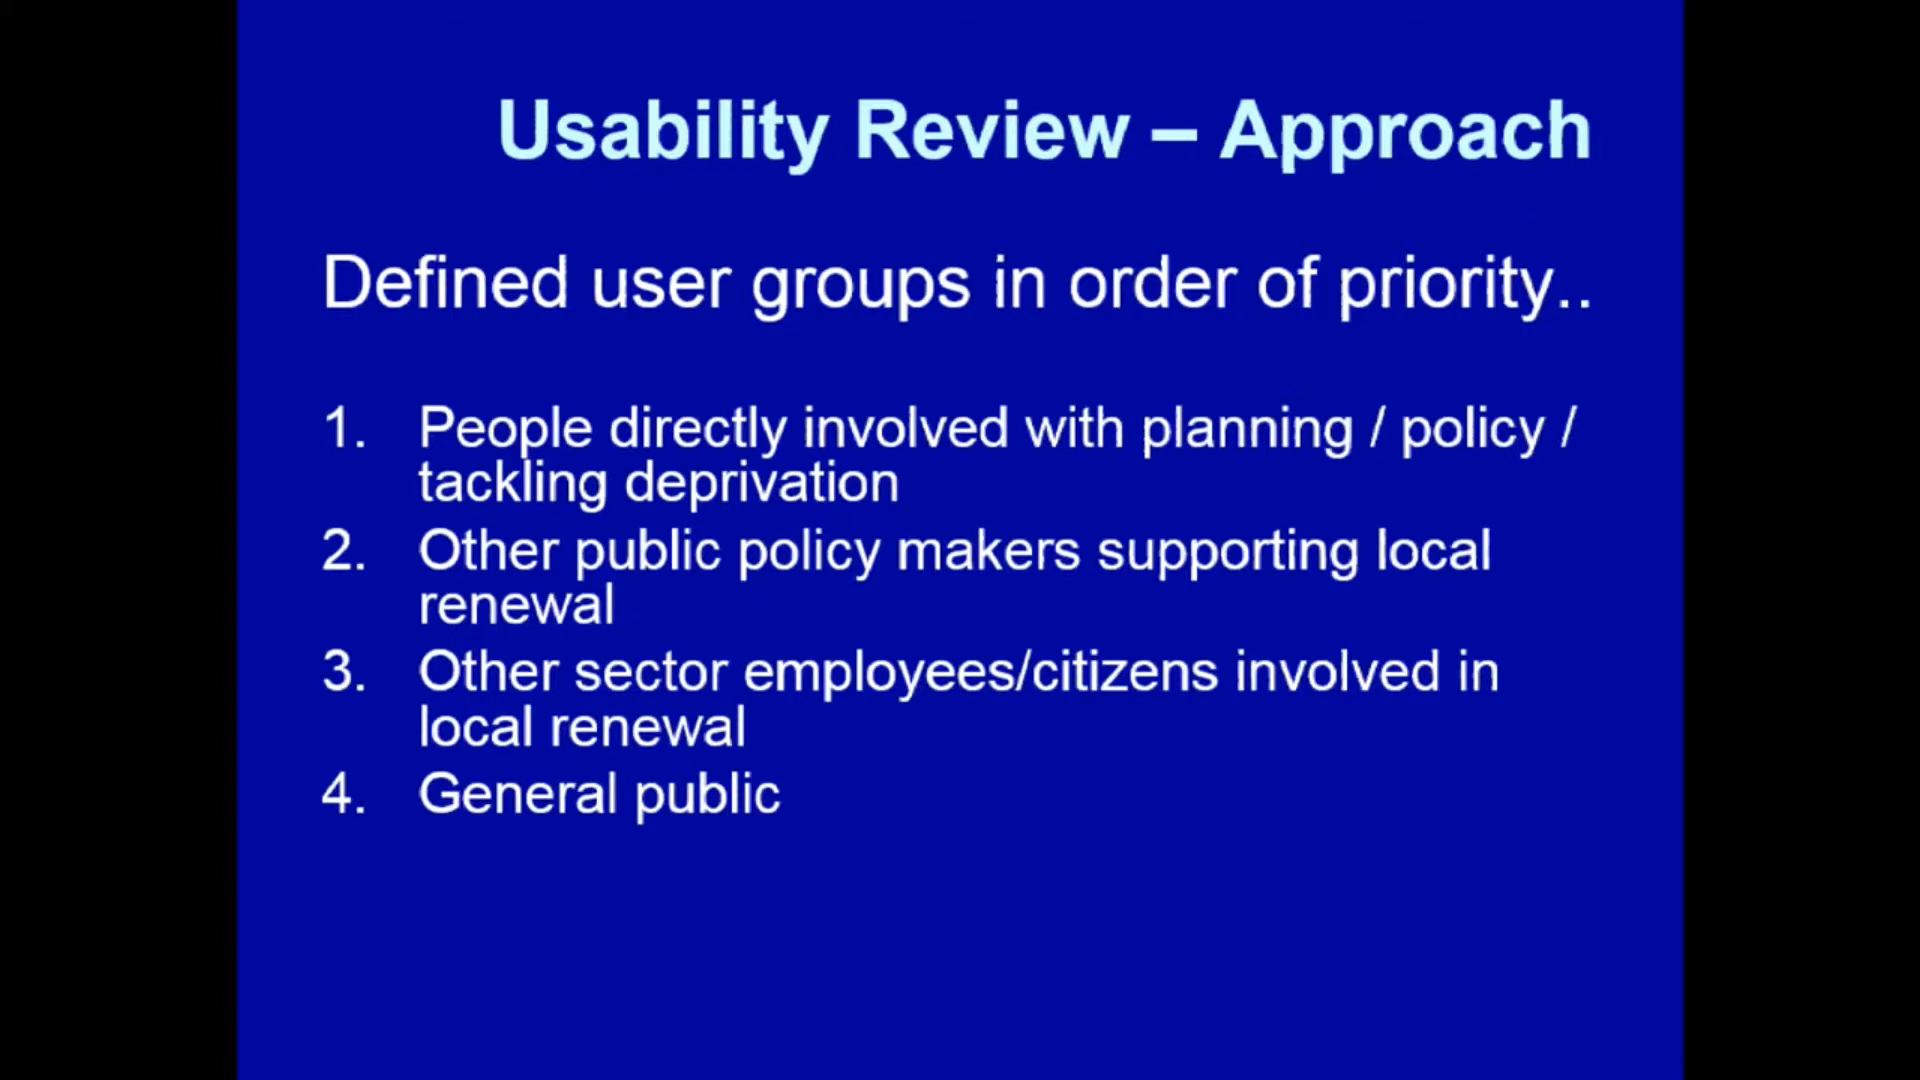 Usability Review – Approach
Defined user groups in order of priority..
1. People directly involved with planning / policy /
tackling deprivation
2. Other public policy makers supporting local
renewal
3. Other sector employees/citizens involved in
local renewal
4. General public